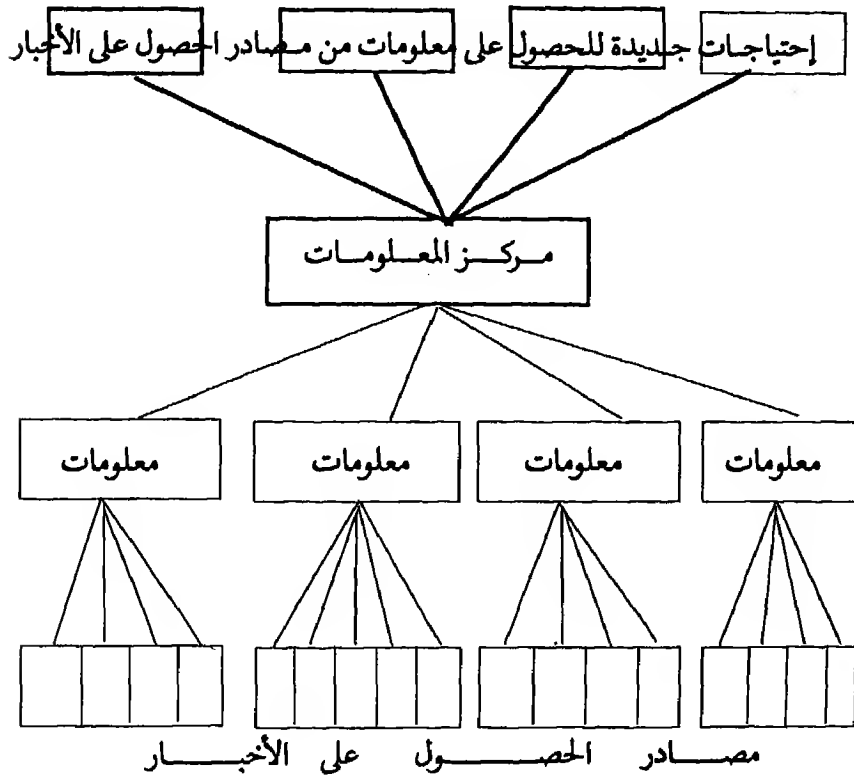 إحتياجات جديدة للحصول على معلومات من مصادر الحصول على الأخبار
مركز المعلومات
معلومات معلومات معلومات معلومات
مصادر الحصول على الأخبار